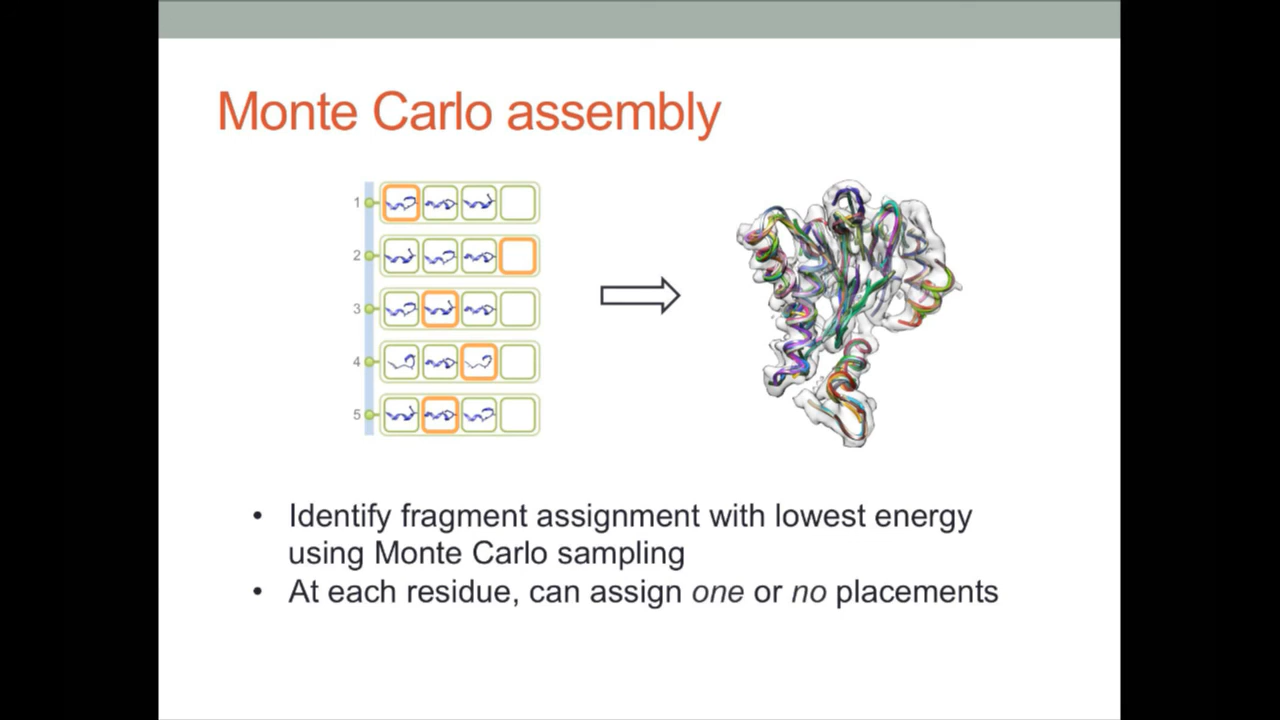 Monte Carlo assembly
1
2
3
4
5
• Identify fragment assignment with lowest energy
using Monte Carlo sampling
• At each residue, can assign one or no placements